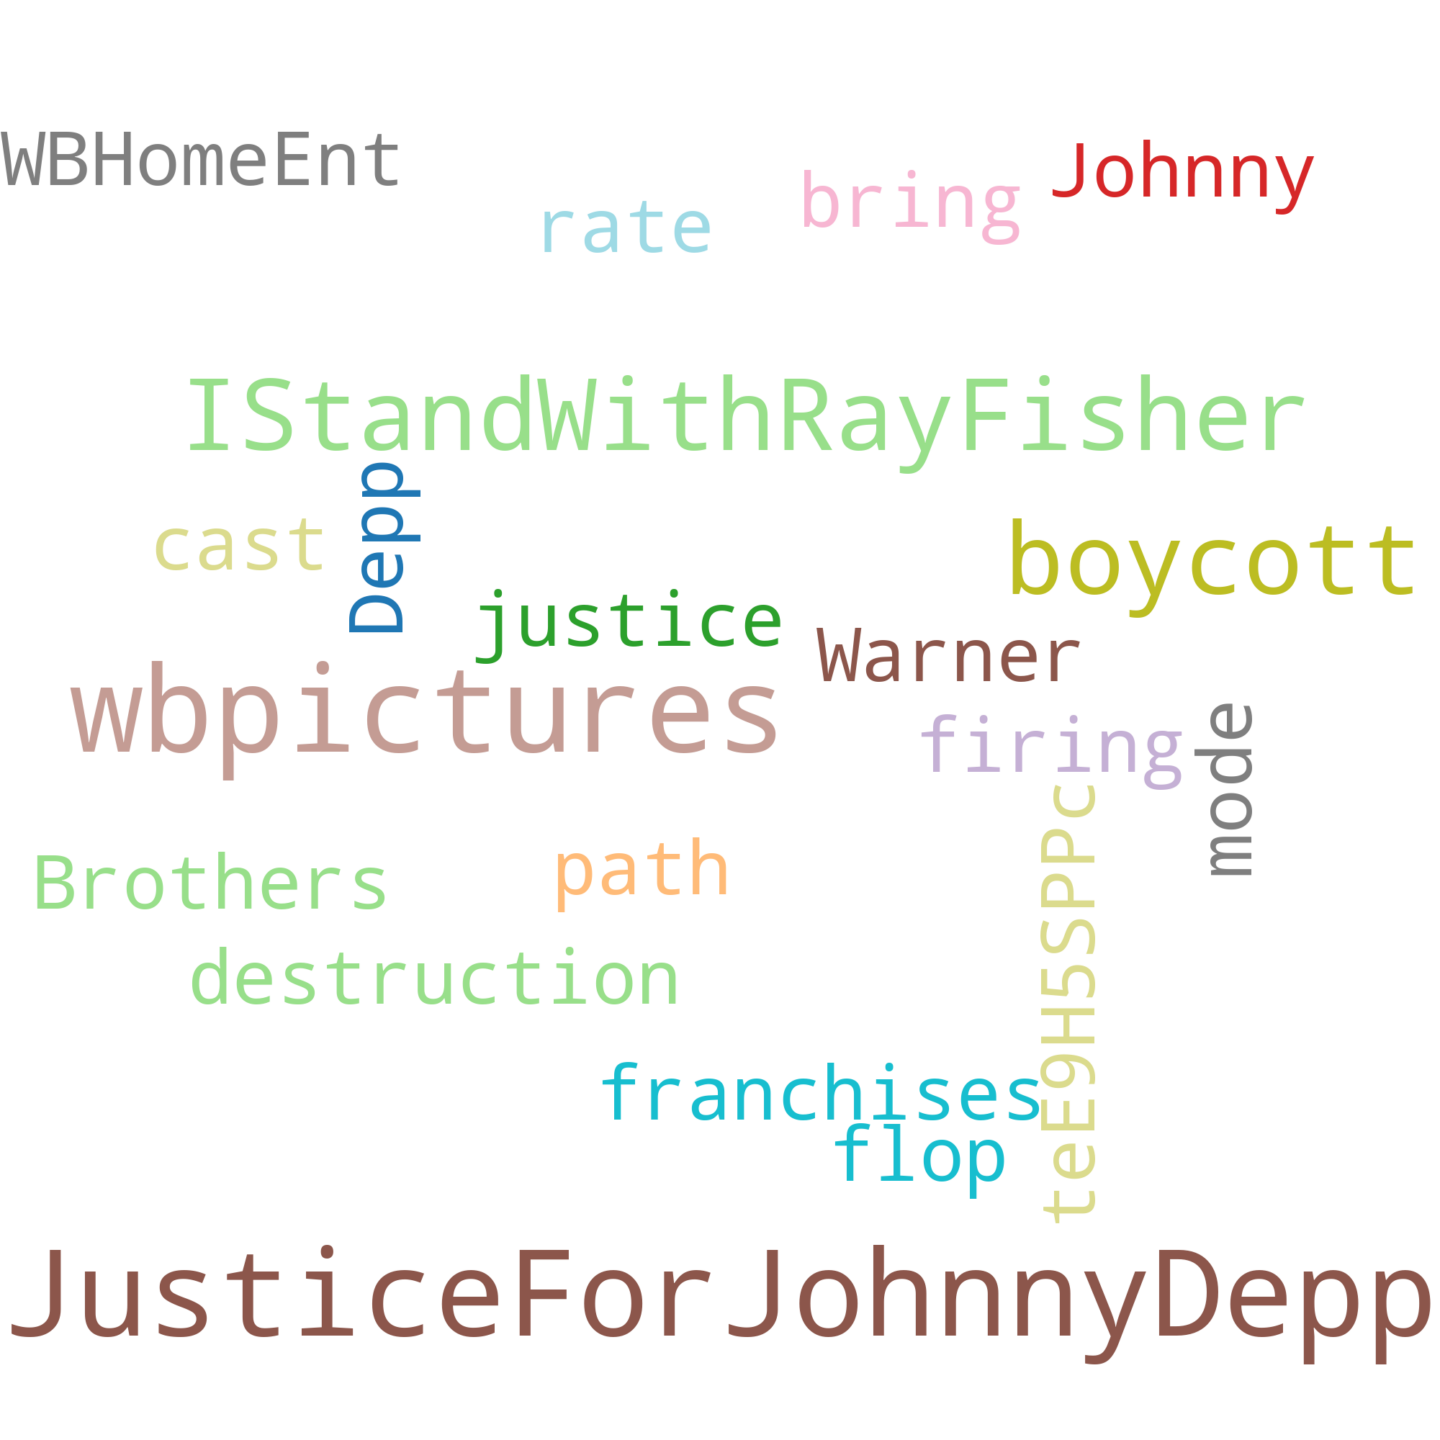 WBHomeEnt
Johnny
bring
rate
IStandWithRayFisher
Depp
cast
boycott
justice
Warner
wbpictures
firing
mode
teE9H5SPPc
Brothers
path
destruction
franchises
flop
JusticeForJohnnyDepp